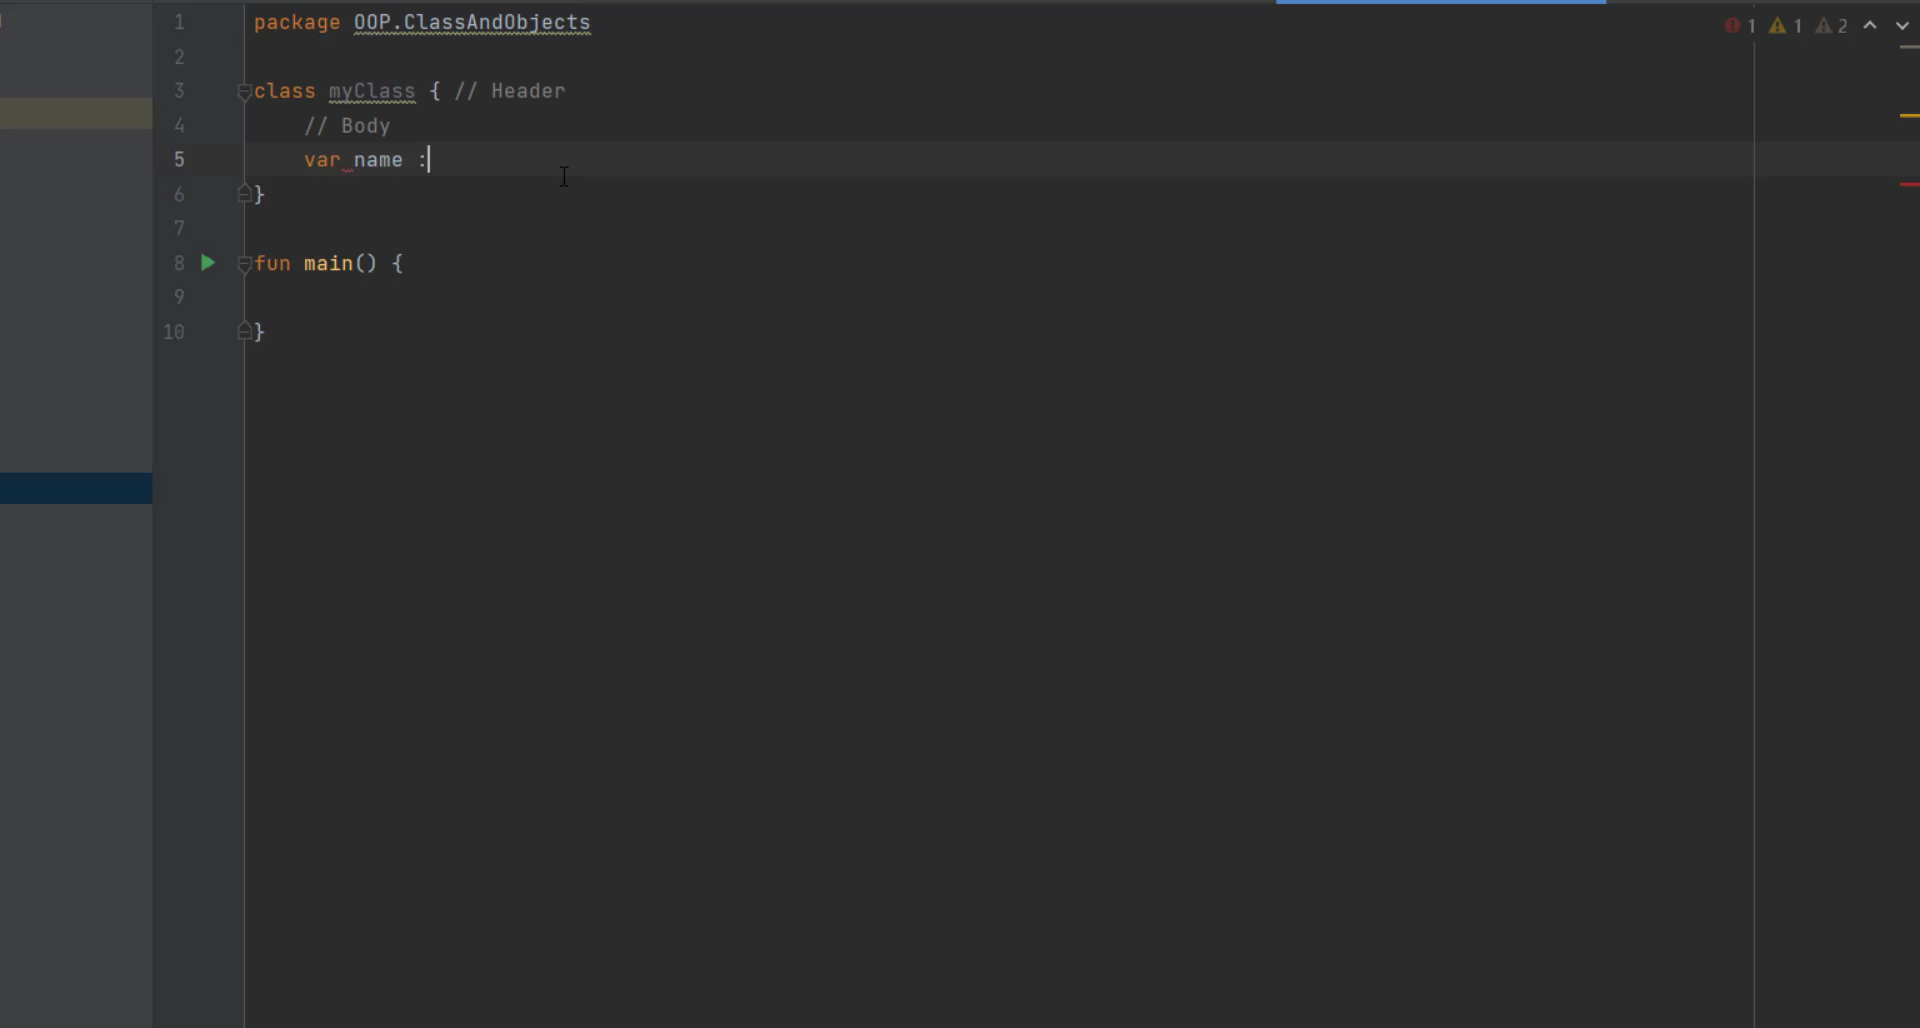 1 package OOP.ClassAndObjects
1 1 2
2
3 class myClass { // Header
4 // Body
5 var name :
6 }
7
8 fun main() {
9
10 }